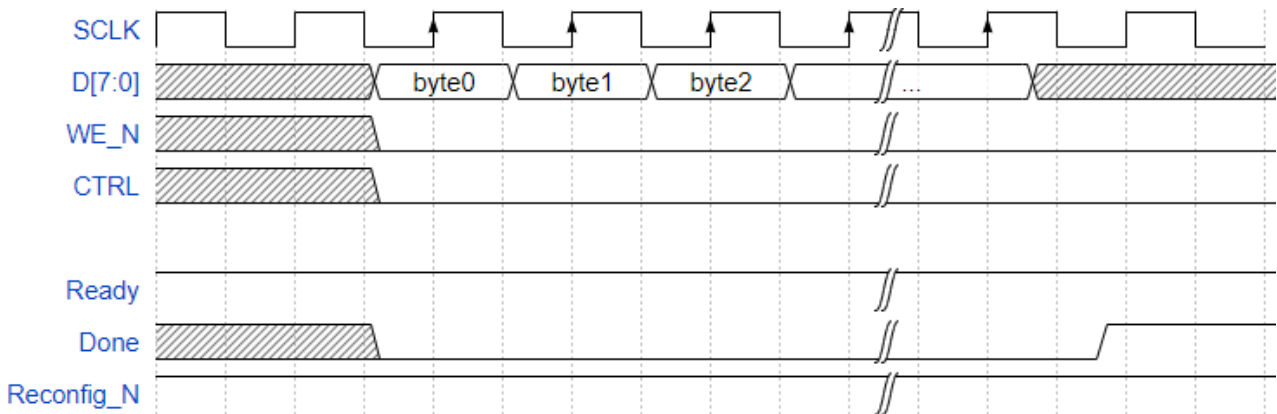 SCLK
D[7:0] byte0 byte1 byte2 ...
WE_N
CTRL
Ready
Done
Reconfig_N